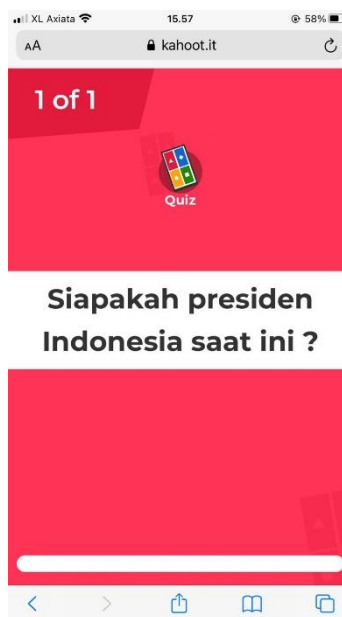 XL Axiata 15.57 58%
AA kahoot.it
1 of 1
Quiz
Siapakah presiden
Indonesia saat ini ?